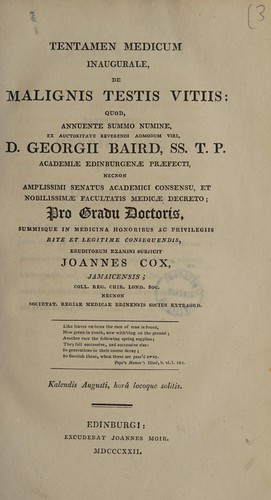 (3
TENTAMEN MEDICUM
INAUGURALE,
DE
MALIGNIS TESTIS VITIIS:
QUOD,
ANNUENTE SUMMO NUMINE,
EX AUCTORITATE REVERENDI ADMODUM VIRI,
D. GEORGII BAIRD, SS. T. P.
ACADEMIÆ EDINBURGENÆ PRÆFECTI,
NECNON
AMPLISSIMI SENATUS ACADEMICI CONSENSU, ET
NOBILISSIMÆ FACULTATIS MEDICÆ DECRETO;
Pro Gradu Doctoris,
SUMMISQUE IN MEDICINA HONORIBUS AC PRIVILEGIIS
RITE ET LEGITIME CONSEQUENDIS,
ERUDITORUM EXAMINI SUBJICIT
JOANNES COX,
JAMAICENSIS;
COLL. REG. CHIR. LOND. SOC.
NECNON
SOCIETAT. REGIAE MEDICAE EDINENSIS SOCIUS EXTRAORD.
Like leaves on trees the race of man is found,
Now green in youth, now with'ring on the ground;
Another race the following spring supplies;
They fall successive, and successive rise:
So generations in their course decay;
So flourish these, when those are pass'd away.
Pope's Homer's Iliad,
Kalendis Augusti, horâ locoque solitis.
EDINBURGI:
EXCUDEBAT JOANNES MOIR.
MDCCCXXII.